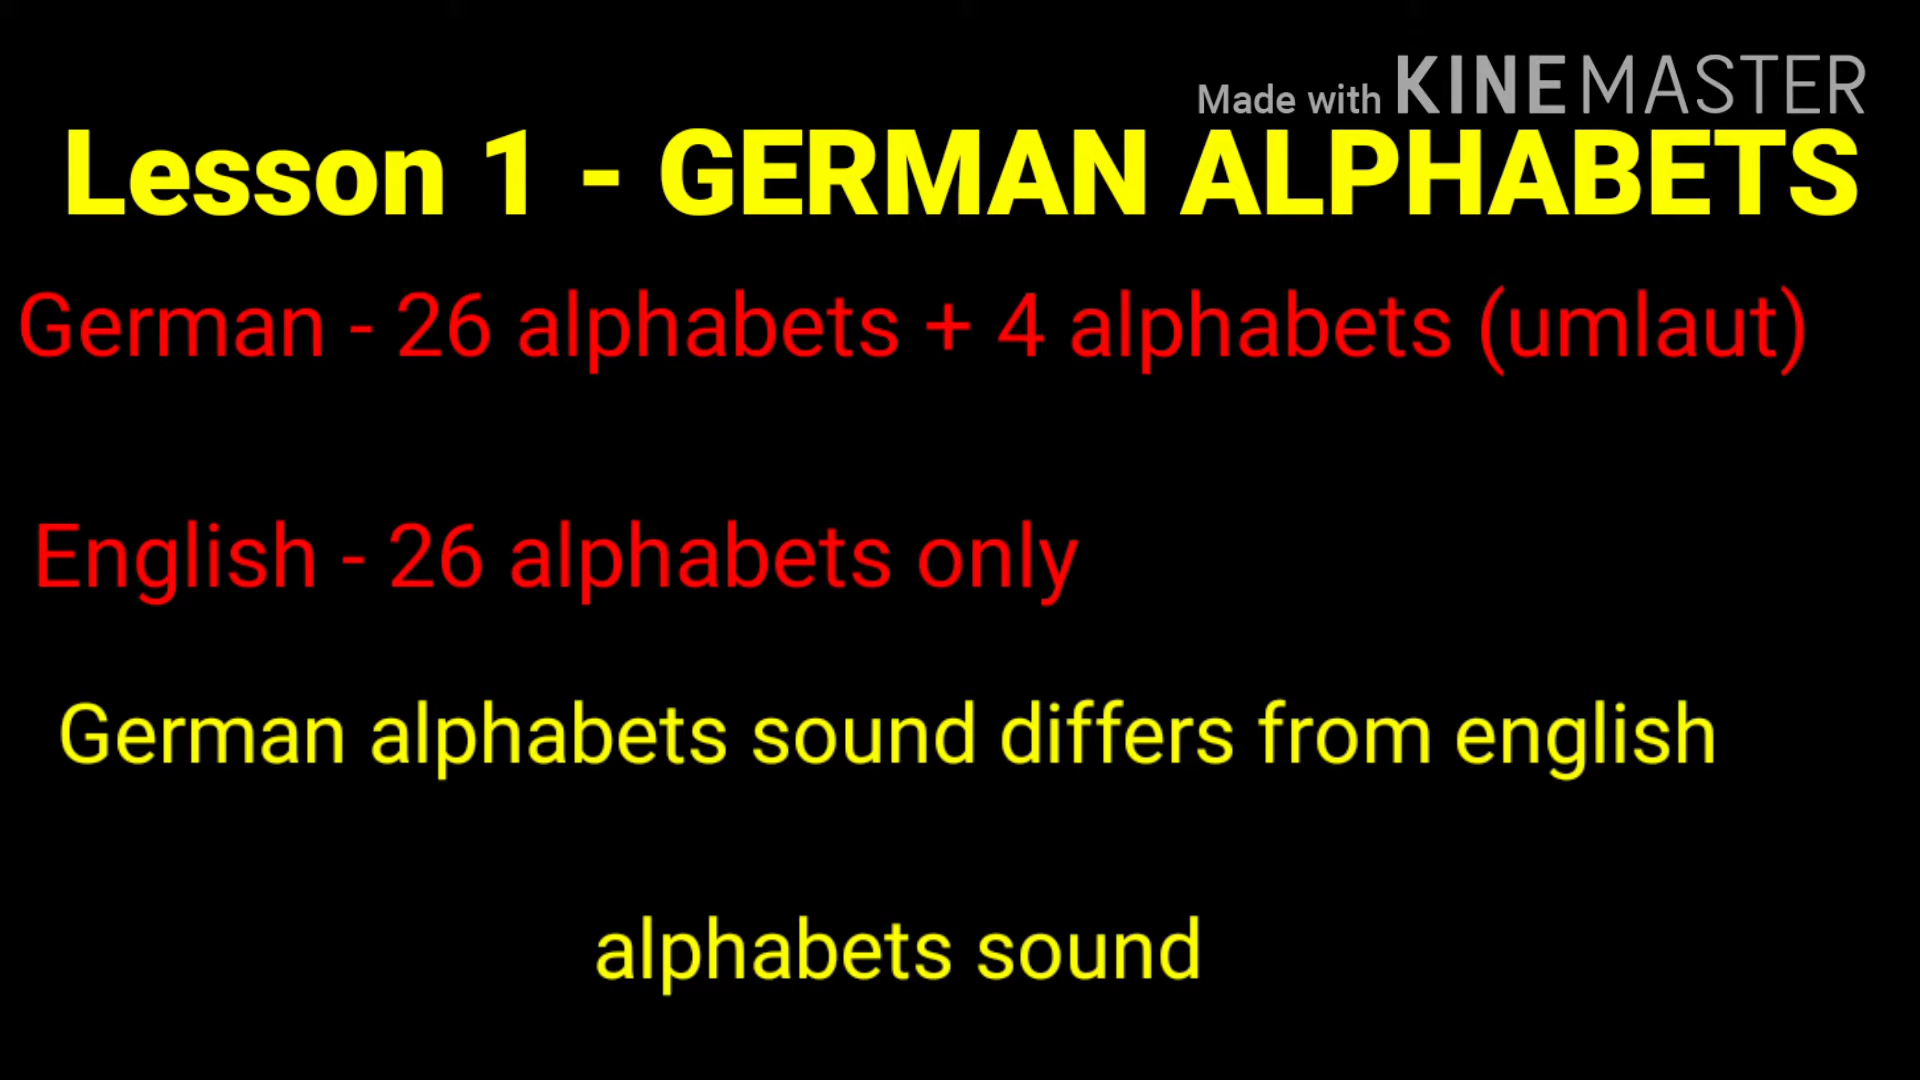 Made with KINEMASTER
Lesson 1 - GERMAN ALPHABETS
German - 26 alphabets + 4 alphabets (umlaut)
English - 26 alphabets only
German alphabets sound differs from english
alphabets sound